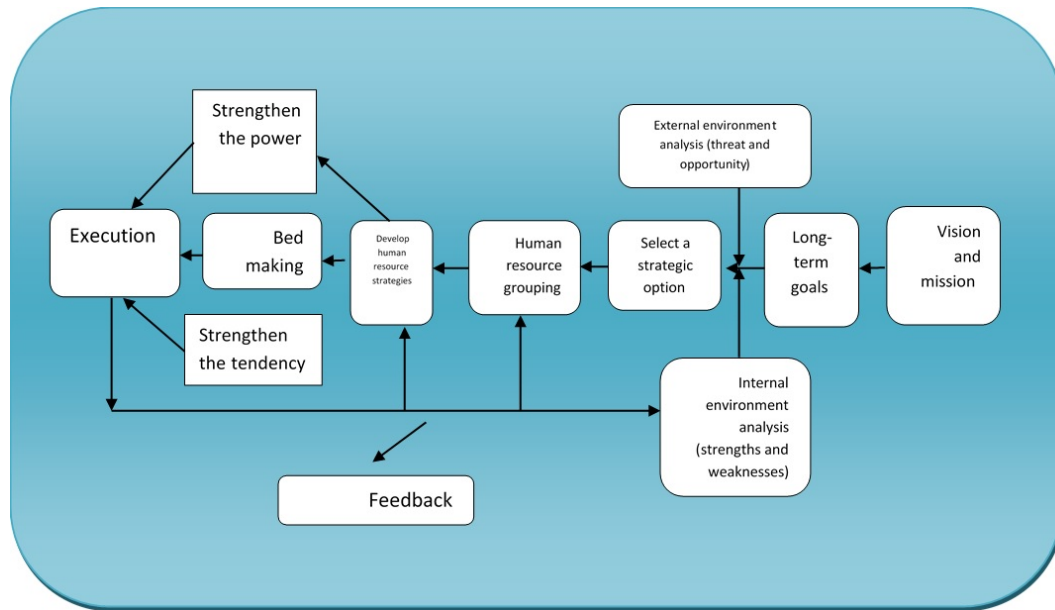 Strengthen
the power
External environment
analysis (threat and
opportunity)
Execution
Bed
making
Develop
human
resource
strategies
Human
resource
grouping
Select a
strategic
option
Long-
term
goals
Vision
and
mission
Strengthen
the tendency
Internal
environment
analysis
(strengths and
weaknesses)
Feedback